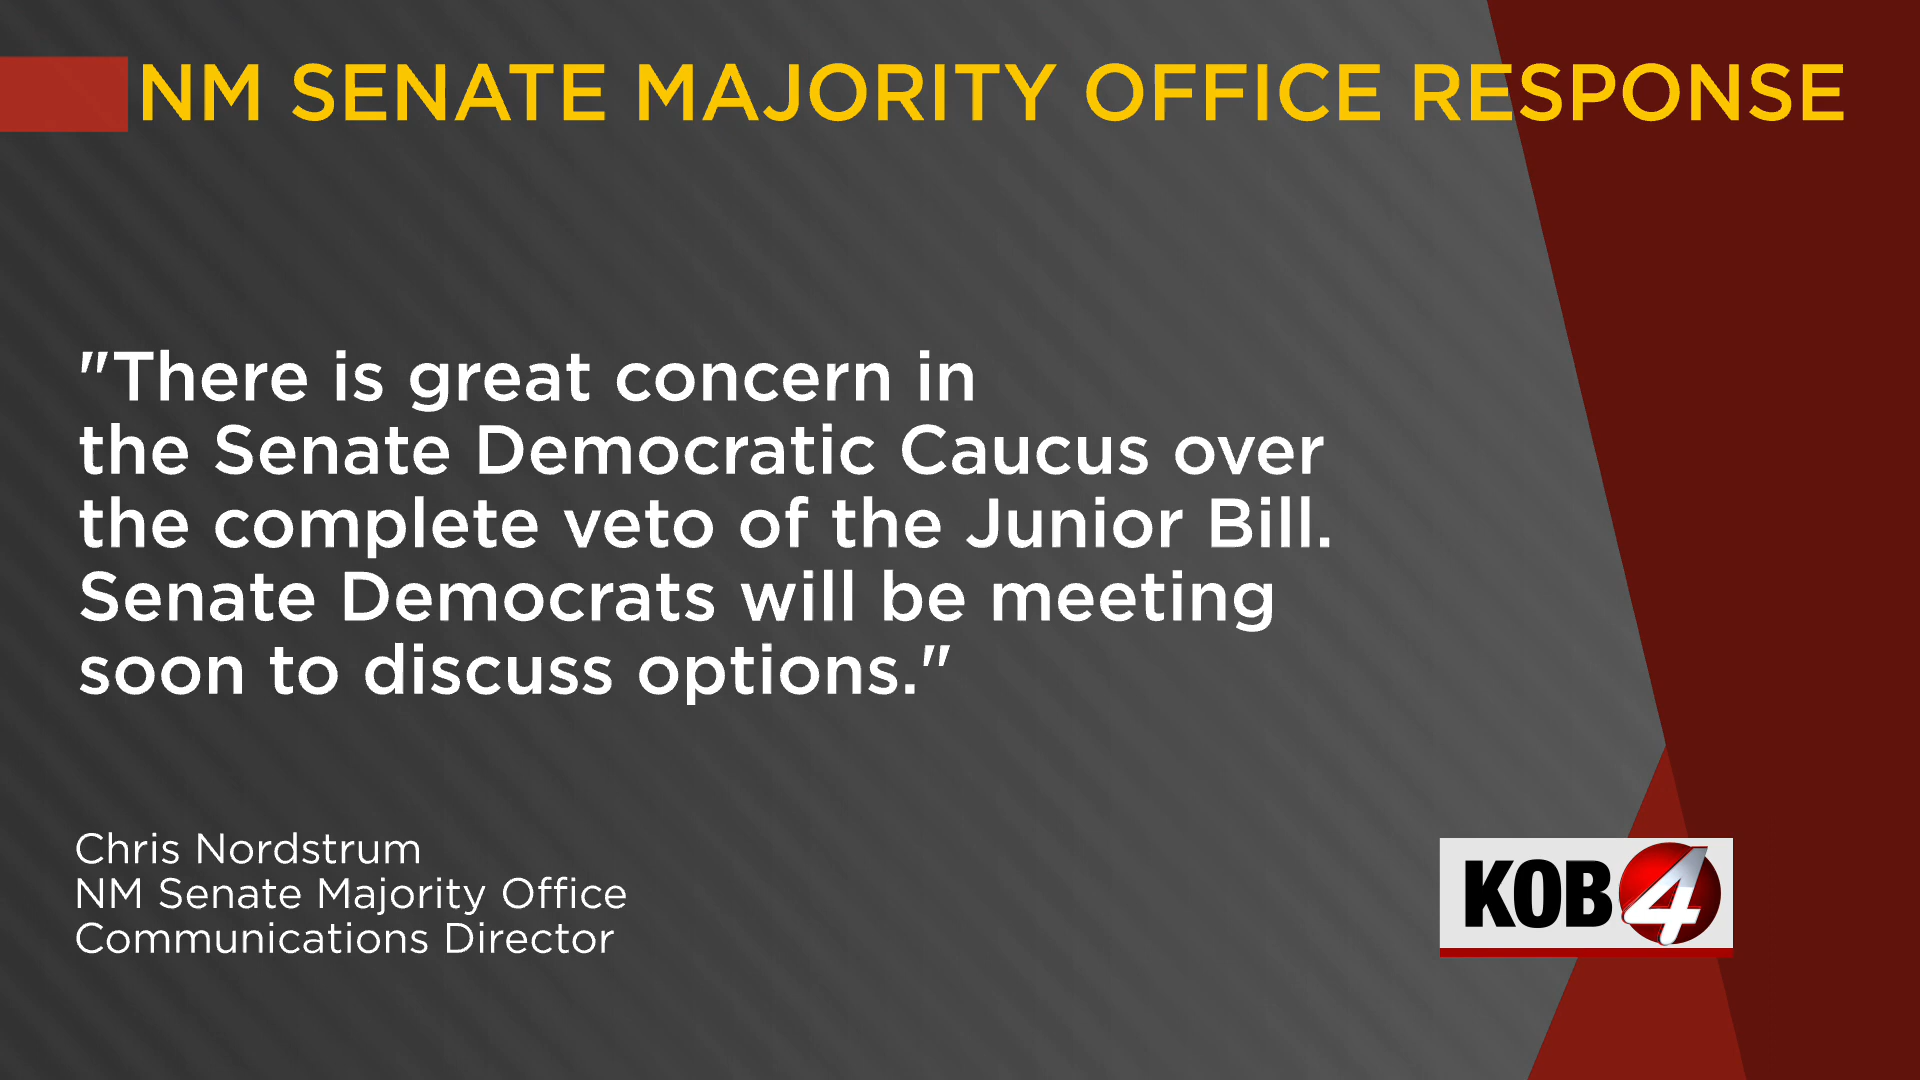 NM SENATE MAJORITY OFFICE RESPONSE
"There is great concern in
the Senate Democratic Caucus over
the complete veto of the Junior Bill.
Senate Democrats will be meeting
soon to discuss options."
Chris Nordstrum
NM Senate Majority Office
Communications Director
KOB 4